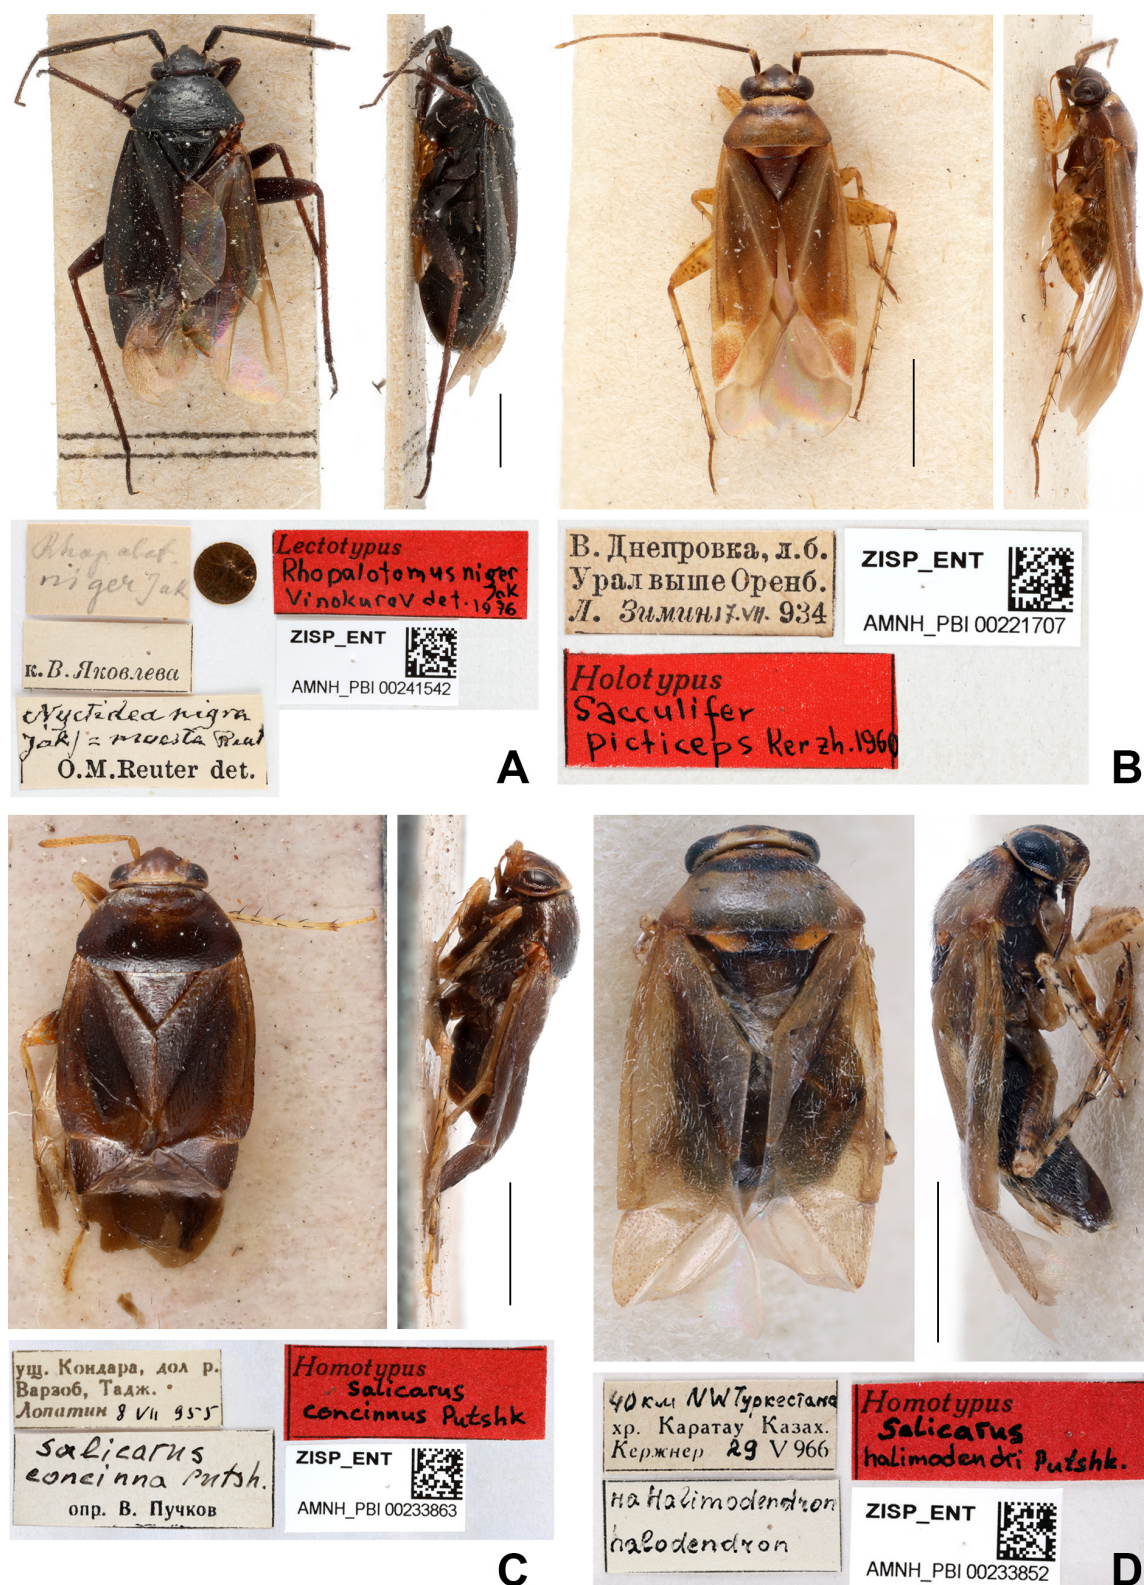 Rhopalot.
niger Jak
к. В. Яковлева
Nyctidea nigra
Jak/ = maesta Reut
O.M.Reuter det.
Lectotypus
Rhopalotomus niger
Jak
Vinokurov det. 1976
ZISP_ENT
AMNH_PBI 00241542
A
В. Днепровка, л.б.
Урал выше Оренб.
Л. Зимин 17.VII. 934
ZISP_ENT
AMNH_PBI 00221707
Holotypus
Sacculifer
picticeps Kerzh. 1960
B
ущ. Кондара, дол р.
Варзоб, Тадж.
Лопатин 8 VII 955
Salicarus
concinna Putsh.
опр. В. Пучков
Homotypus
Salicarus
concinnus Putshk
ZISP_ENT
AMNH_PBI 00233863
C
40 км NW Туркестана
хр. Каратау Казах.
Кержнер 29 V 966
на Halimodendron
halodendron
Homotypus
Salicarus
halimodendri Putshk.
ZISP_ENT
AMNH_PBI 00233852
D